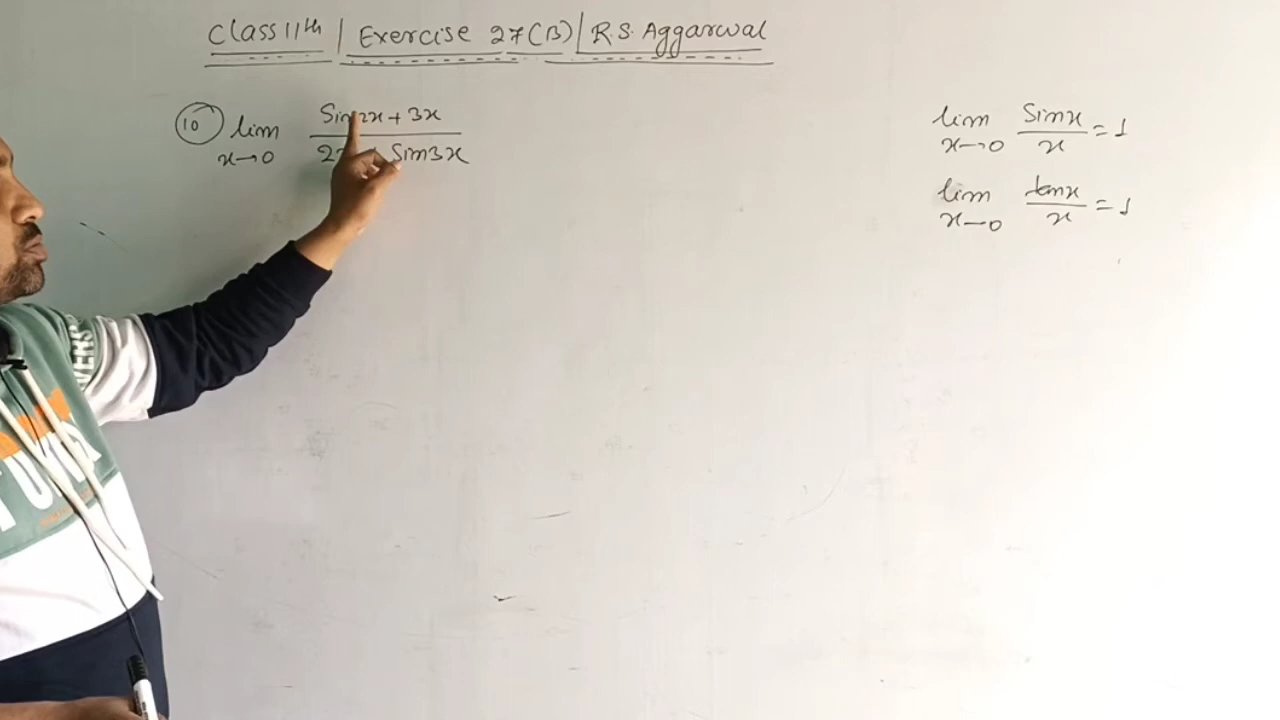 Class 11th | Exercise 27(B) | R.S. Aggarwal
10 lim x→0 Sin2x + 3x / 2x + Sin3x
lim x→0 Sinx / x = 1
lim x→0 tanx / x = 1